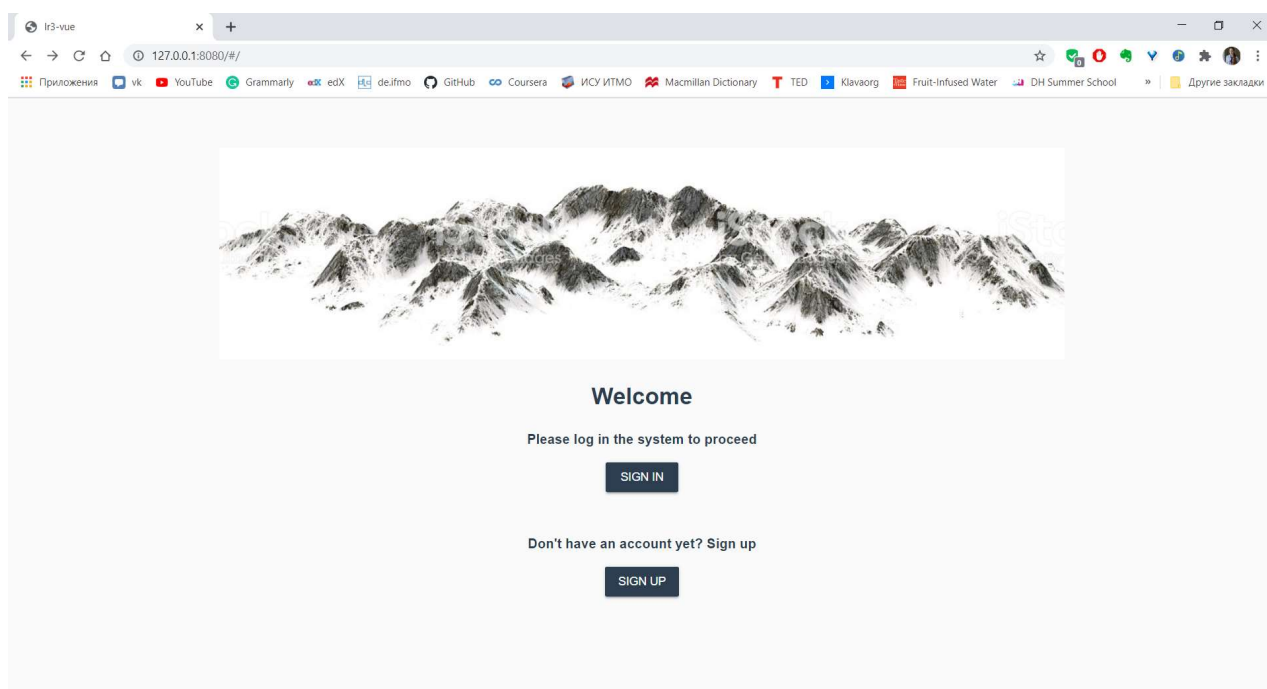 lr3-vue
127.0.0.1:8080/#/
Приложения vk YouTube Grammarly edX de.ifmo GitHub Coursera ИСУ ИТМО Macmillan Dictionary TED Klavaorg Fruit-Infused Water DH Summer School » Другие закладки
Welcome
Please log in the system to proceed
SIGN IN
Don't have an account yet? Sign up
SIGN UP